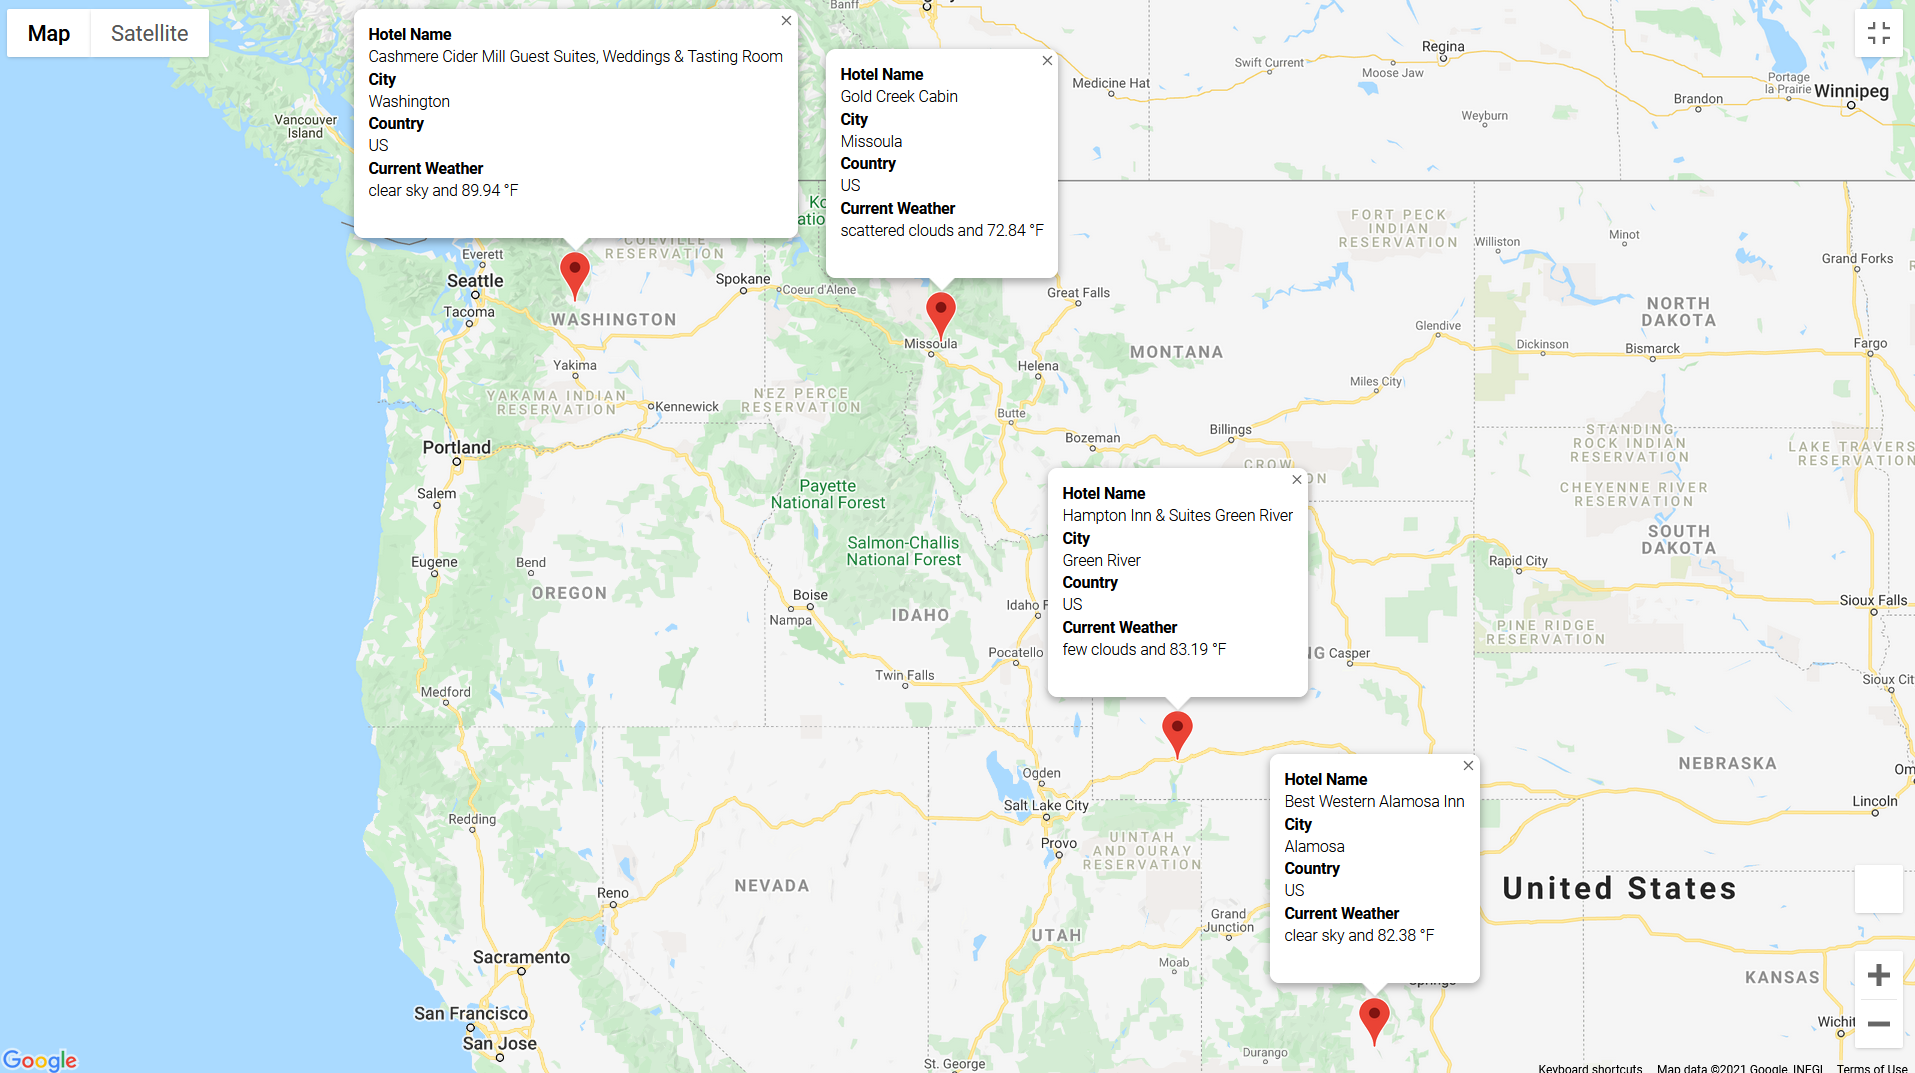 Map
Satellite
Hotel Name
Cashmere Cider Mill Guest Suites, Weddings & Tasting Room
City
Washington
Country
US
Current Weather
clear sky and 89.94 °F
Hotel Name
Gold Creek Cabin
City
Missoula
Country
US
Current Weather
scattered clouds and 72.84 °F
Hotel Name
Hampton Inn & Suites Green River
City
Green River
Country
US
Current Weather
few clouds and 83.19 °F
Hotel Name
Best Western Alamosa Inn
City
Alamosa
Country
US
Current Weather
clear sky and 82.38 °F
Banff
Regina
Swift Current
Moose Jaw
Medicine Hat
Portage
la Prairie
Winnipeg
Brandon
Weyburn
Vancouver
Island
COLVILLE
RESERVATION
Everett
Seattle
Tacoma
Spokane
Coeur d'Alene
WASHINGTON
Yakima
YAKAMA INDIAN
RESERVATION
Kennewick
NEZ PERCE
RESERVATION
Missoula
Great Falls
Helena
MONTANA
Butte
Bozeman
Billings
Miles City
Glendive
CROW
FORT PECK
INDIAN
RESERVATION
Williston
Minot
Grand Forks
NORTH
DAKOTA
Dickinson
Bismarck
Fargo
STANDING
ROCK INDIAN
RESERVATION
LAKE TRAVERS
RESERVATION
CHEYENNE RIVER
RESERVATION
SOUTH
DAKOTA
Rapid City
Sioux Falls
PINE RIDGE
RESERVATION
Sioux Cit
Portland
Salem
Eugene
Bend
OREGON
Medford
Payette
National Forest
Salmon-Challis
National Forest
Boise
Nampa
IDAHO
Idaho F
Pocatello
Twin Falls
NG
Casper
NEBRASKA
Om
Lincoln
Ogden
Salt Lake City
Provo
UINTAH
AND OURAY
RESERVATION
Redding
Reno
NEVADA
UTAH
Grand
Junction
Moab
United States
KANSAS
Wichit
Springs
Sacramento
San Francisco
San Jose
St. George
Durango
Google
Keyboard shortcuts
Map data ©2021 Google, INEGI
Terms of Use